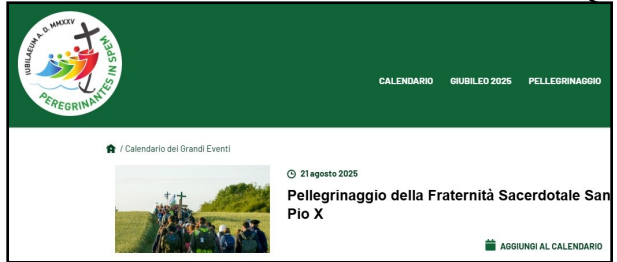 IUBILAEUM A. D. MMXXV
PEREGRINANTES IN SPEM
CALENDARIO GIUBILEO 2025 PELLEGRINAGGIO
/ Calendario dei Grandi Eventi
21 agosto 2025
Pellegrinaggio della Fraternità Sacerdotale San
Pio X
AGGIUNGI AL CALENDARIO